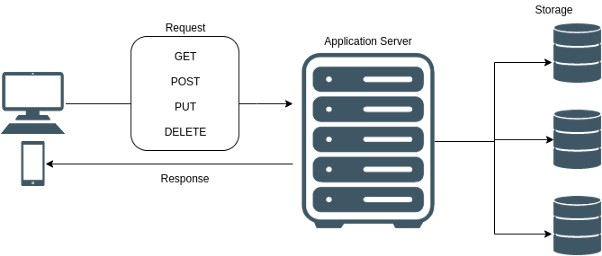 Storage
Request
Application Server
GET
POST
PUT
DELETE
Response